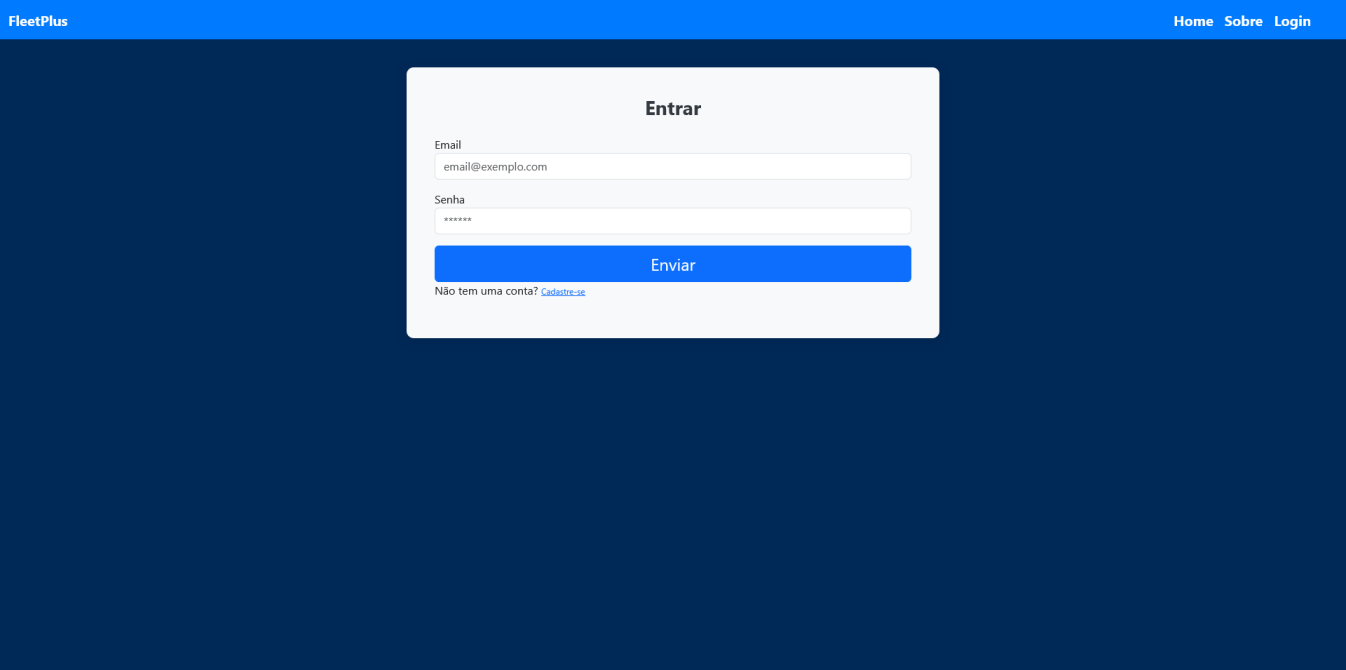 FleetPlus Home Sobre Login
Entrar
Email
email@exemplo.com
Senha
******
Enviar
Não tem uma conta? Cadastre-se